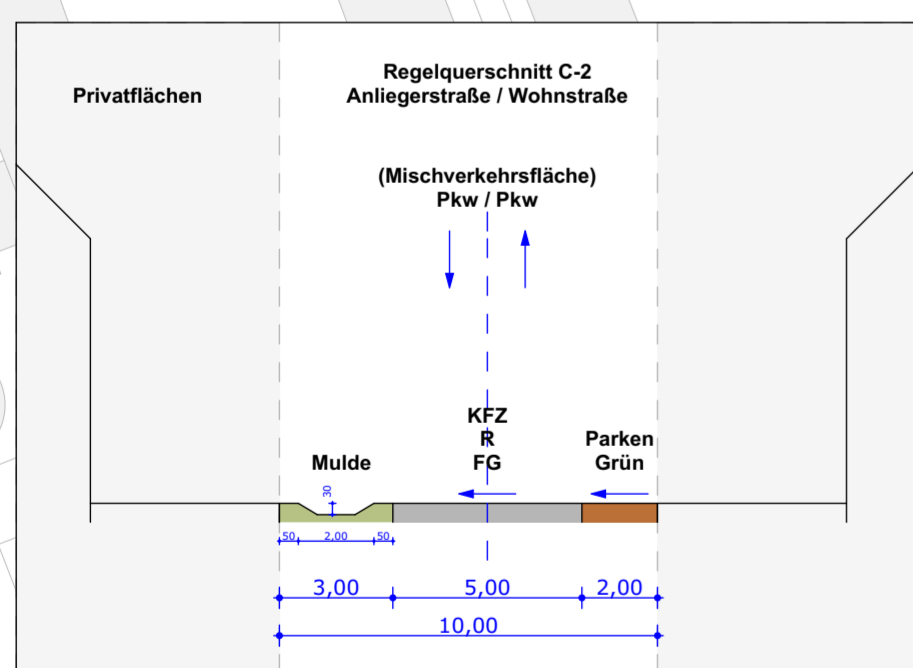 Regelquerschnitt C-2
Privatflächen
Anliegerstraße / Wohnstraße
(Mischverkehrsfläche)
Pkw / Pkw
KFZ
R
FG
Mulde
Parken
Grün
30
50 2,00 50
3,00 5,00 2,00
10,00